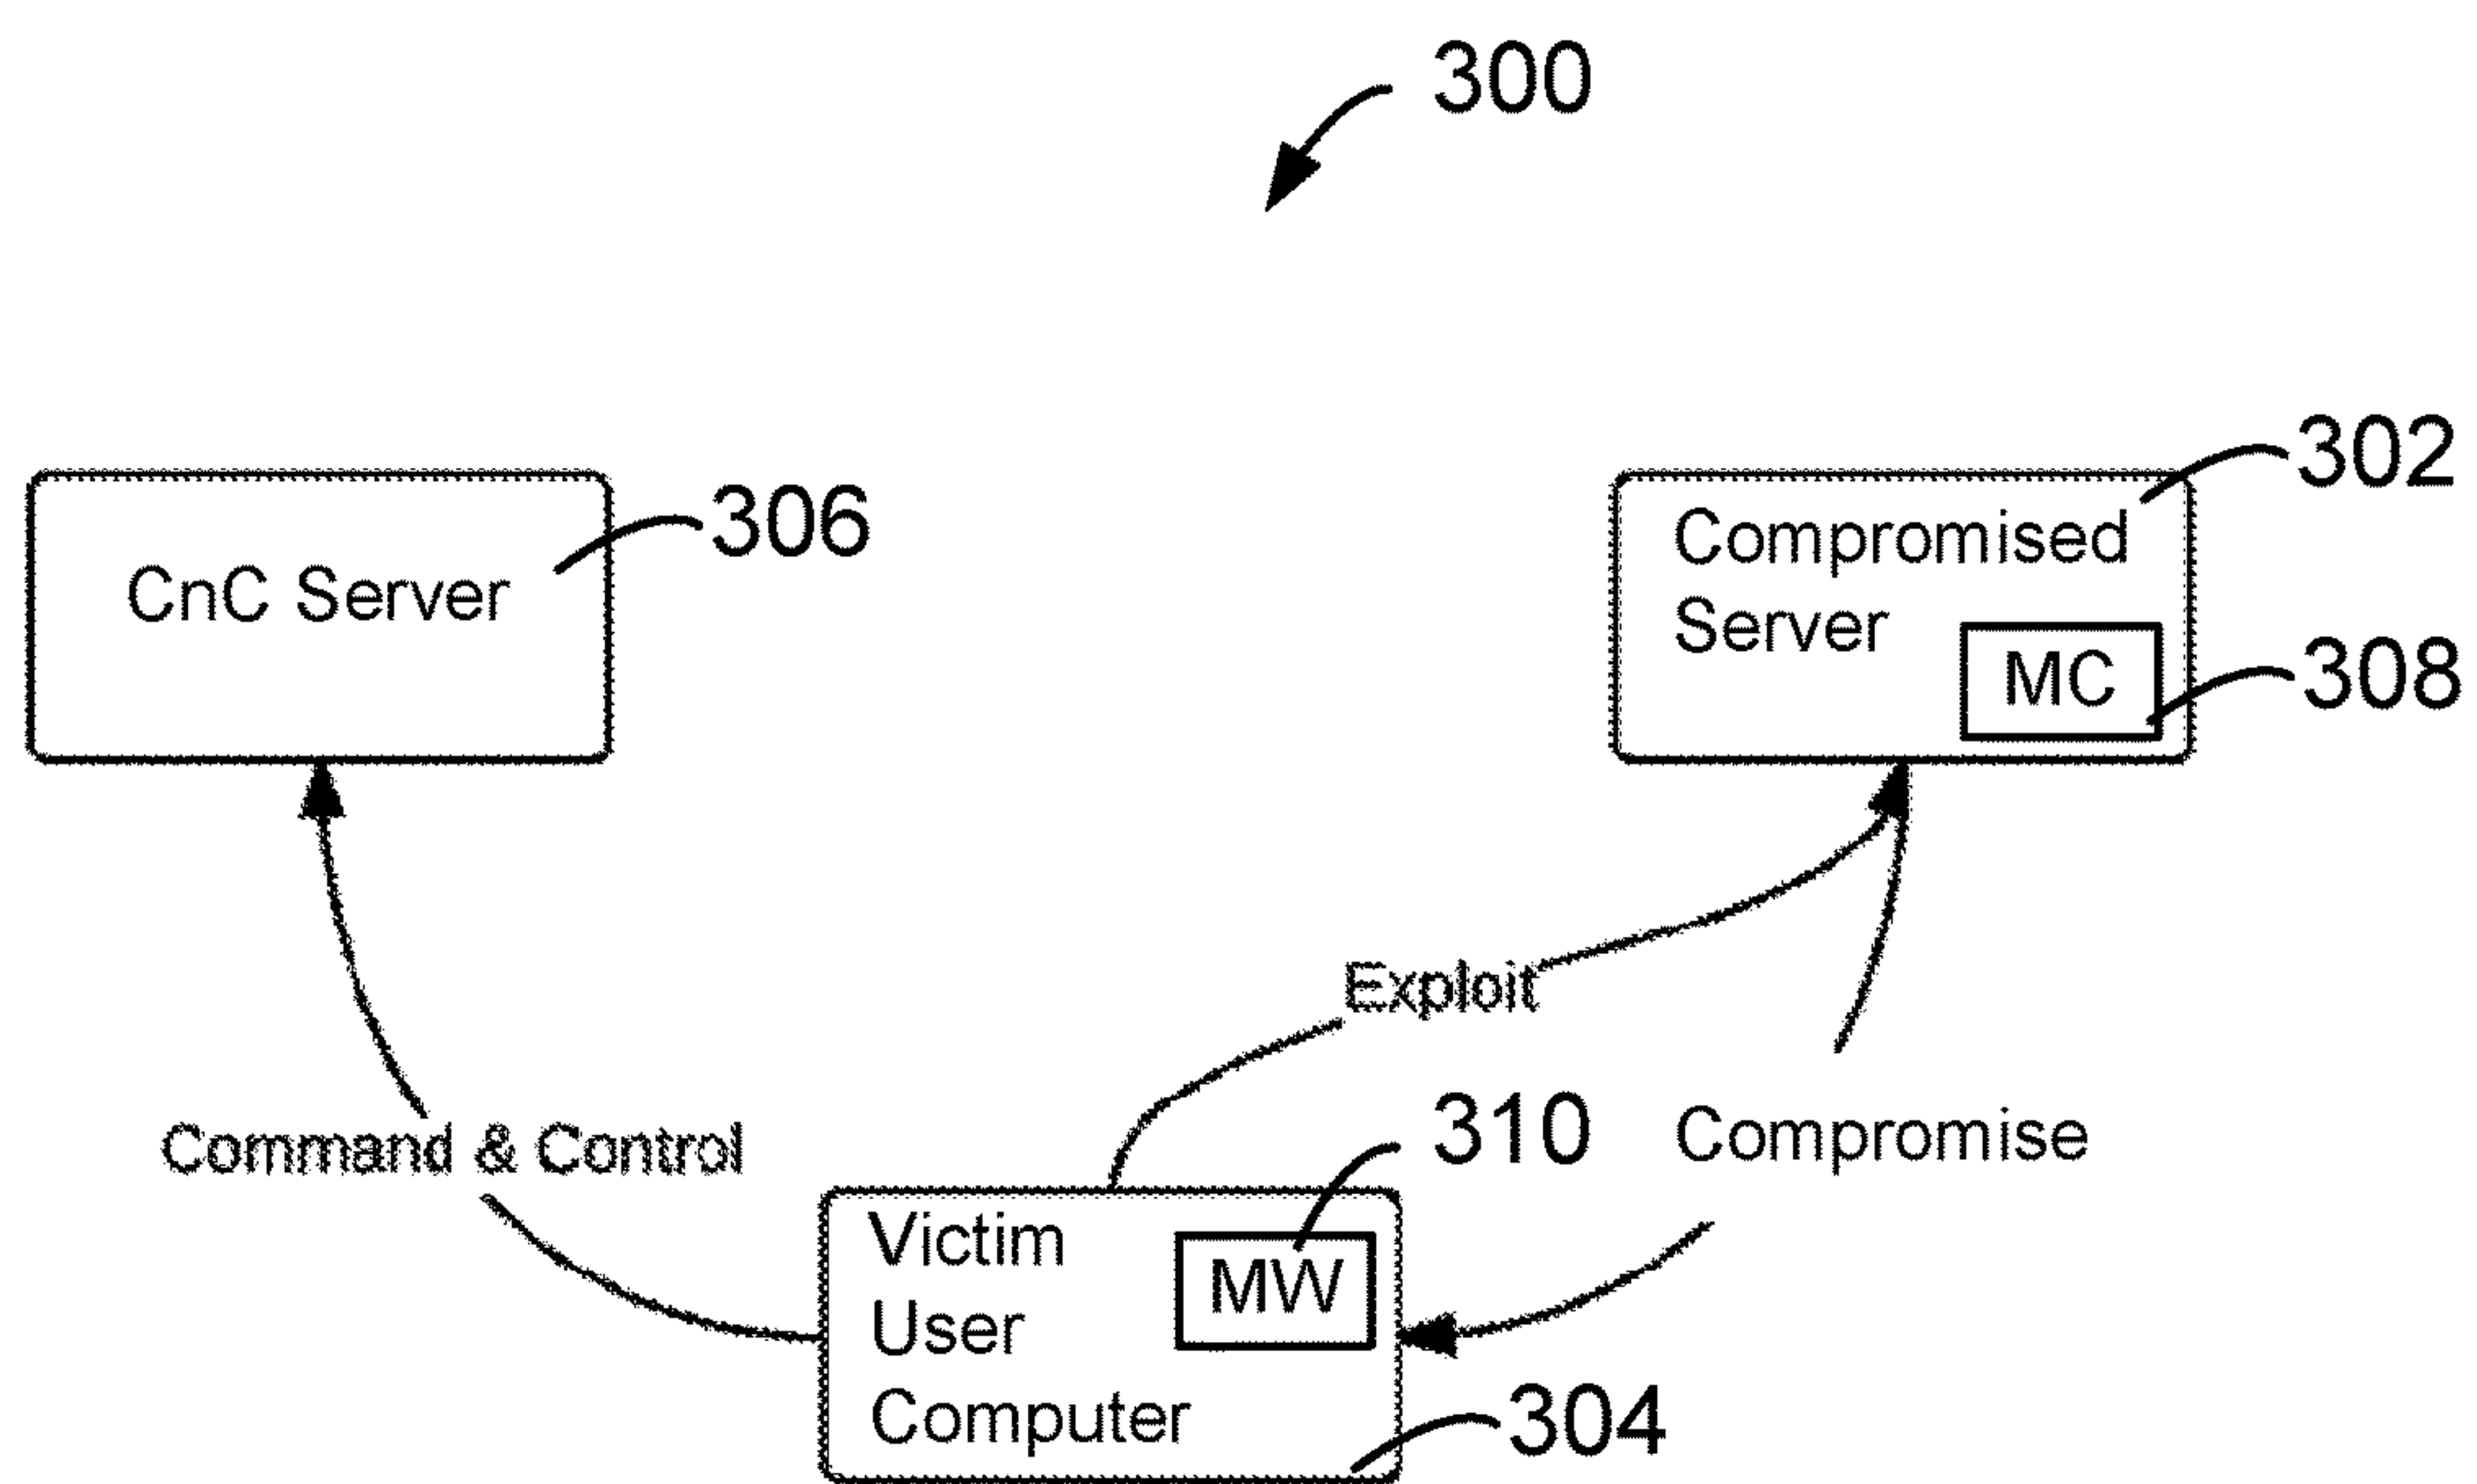 300
302
306
Compromised
CnC Server
Server
MC
308
Exploit
310
Compromise
Command & Control
Victim
MW
User
Computer
304